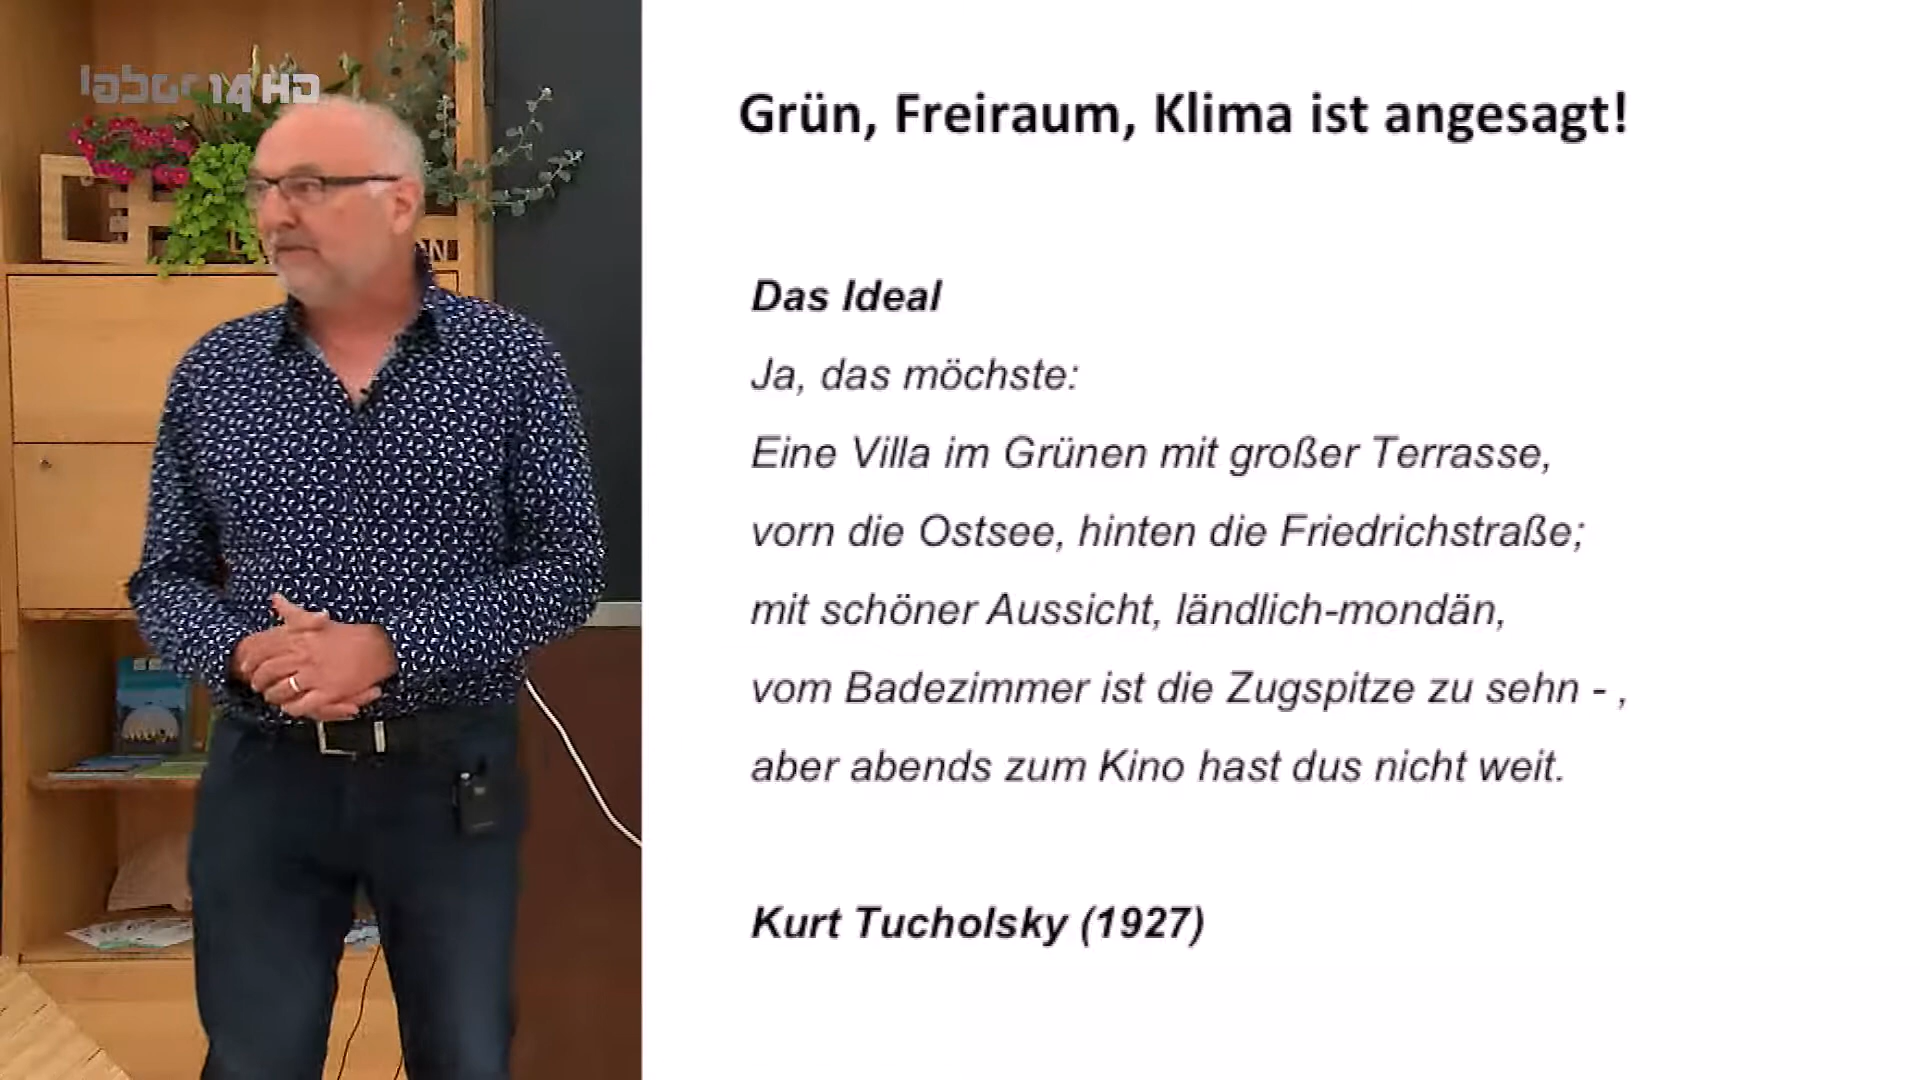 labor14 HD
Grün, Freiraum, Klima ist angesagt!
Das Ideal
Ja, das möchste:
Eine Villa im Grünen mit großer Terrasse,
vorn die Ostsee, hinten die Friedrichstraße;
mit schöner Aussicht, ländlich-mondän,
vom Badezimmer ist die Zugspitze zu sehn - ,
aber abends zum Kino hast dus nicht weit.
Kurt Tucholsky (1927)